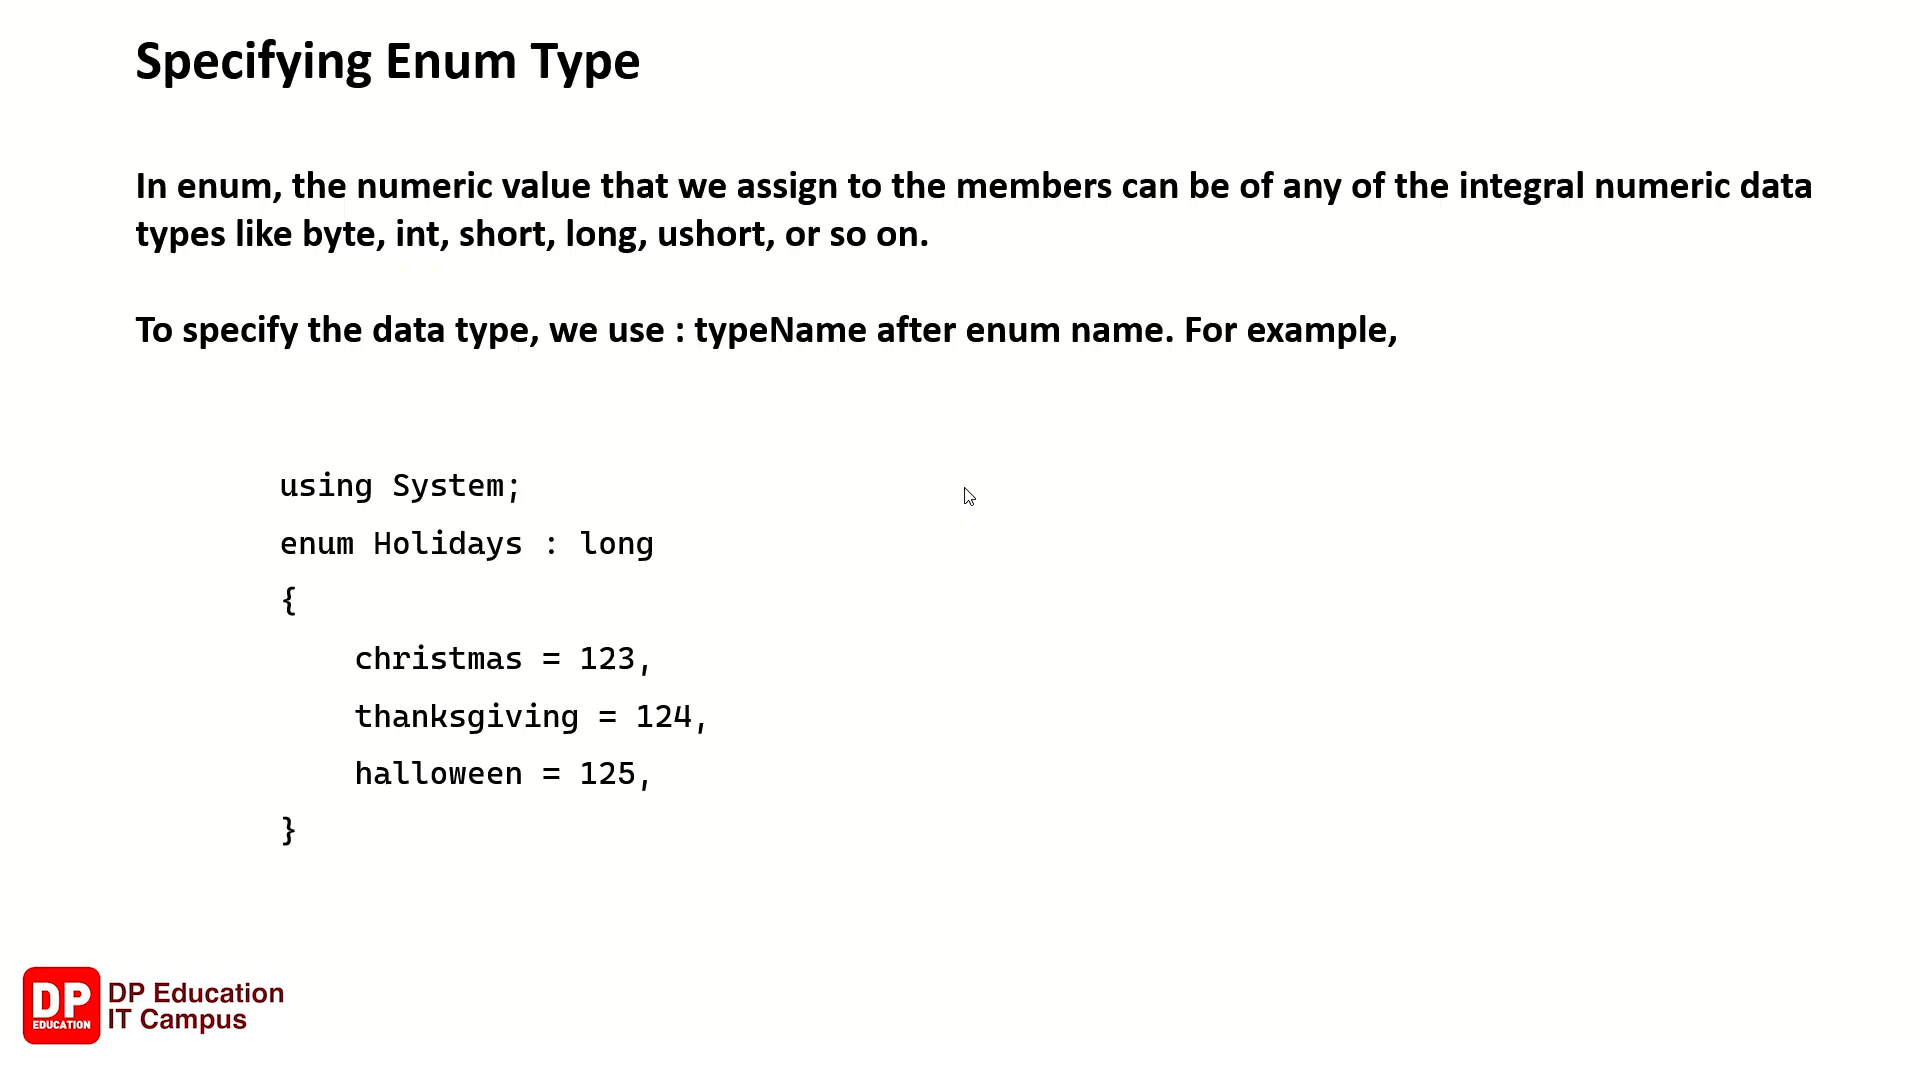 Specifying Enum Type
In enum, the numeric value that we assign to the members can be of any of the integral numeric data
types like byte, int, short, long, ushort, or so on.
To specify the data type, we use : typeName after enum name. For example,
using System;
enum Holidays : long
{
    christmas = 123,
    thanksgiving = 124,
    halloween = 125,
}
DP
EDUCATION
DP Education
IT Campus